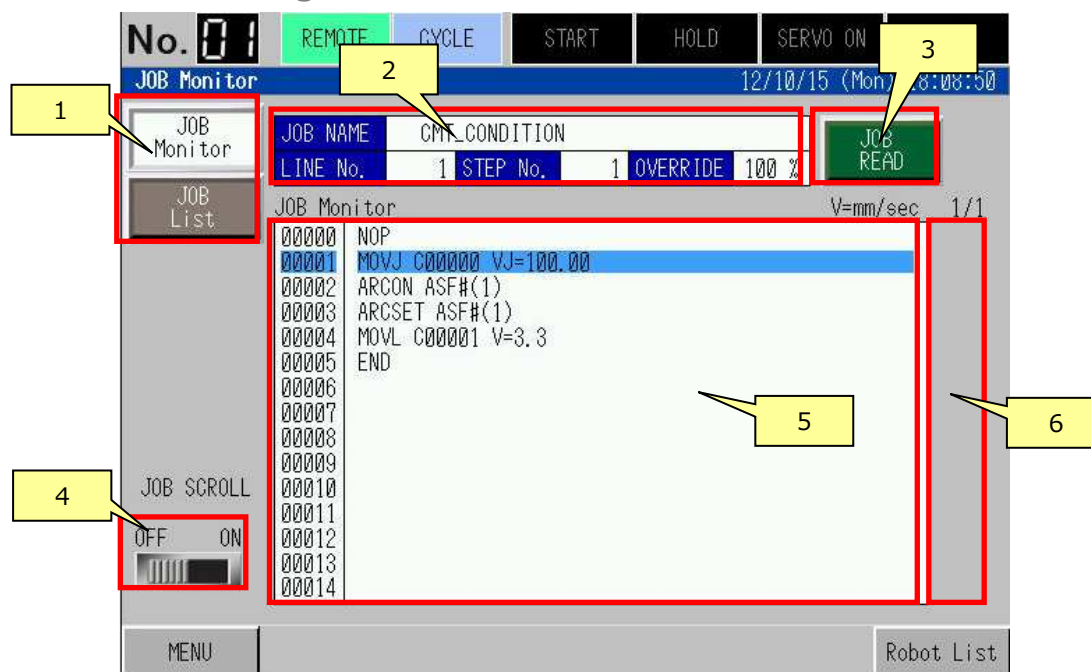 No. 01 REMOTE CYCLE START HOLD SERVO ON
JOB Monitor 12/10/15 (Mon) 18:08:50
1
2
3
JOB
Monitor
JOB
List
JOB NAME CMT_CONDITION
LINE No. 1 STEP No. 1 OVERRIDE 100 %
JOB
READ
JOB Monitor V=mm/sec 1/1
00000 NOP
00001 MOVJ C00000 VJ=100.00
00002 ARCON ASF#(1)
00003 ARCSET ASF#(1)
00004 MOVL C00001 V=3.3
00005 END
00006
00007
00008
00009
00010
00011
00012
00013
00014
5
6
4
JOB SCROLL
OFF ON
MENU
Robot List